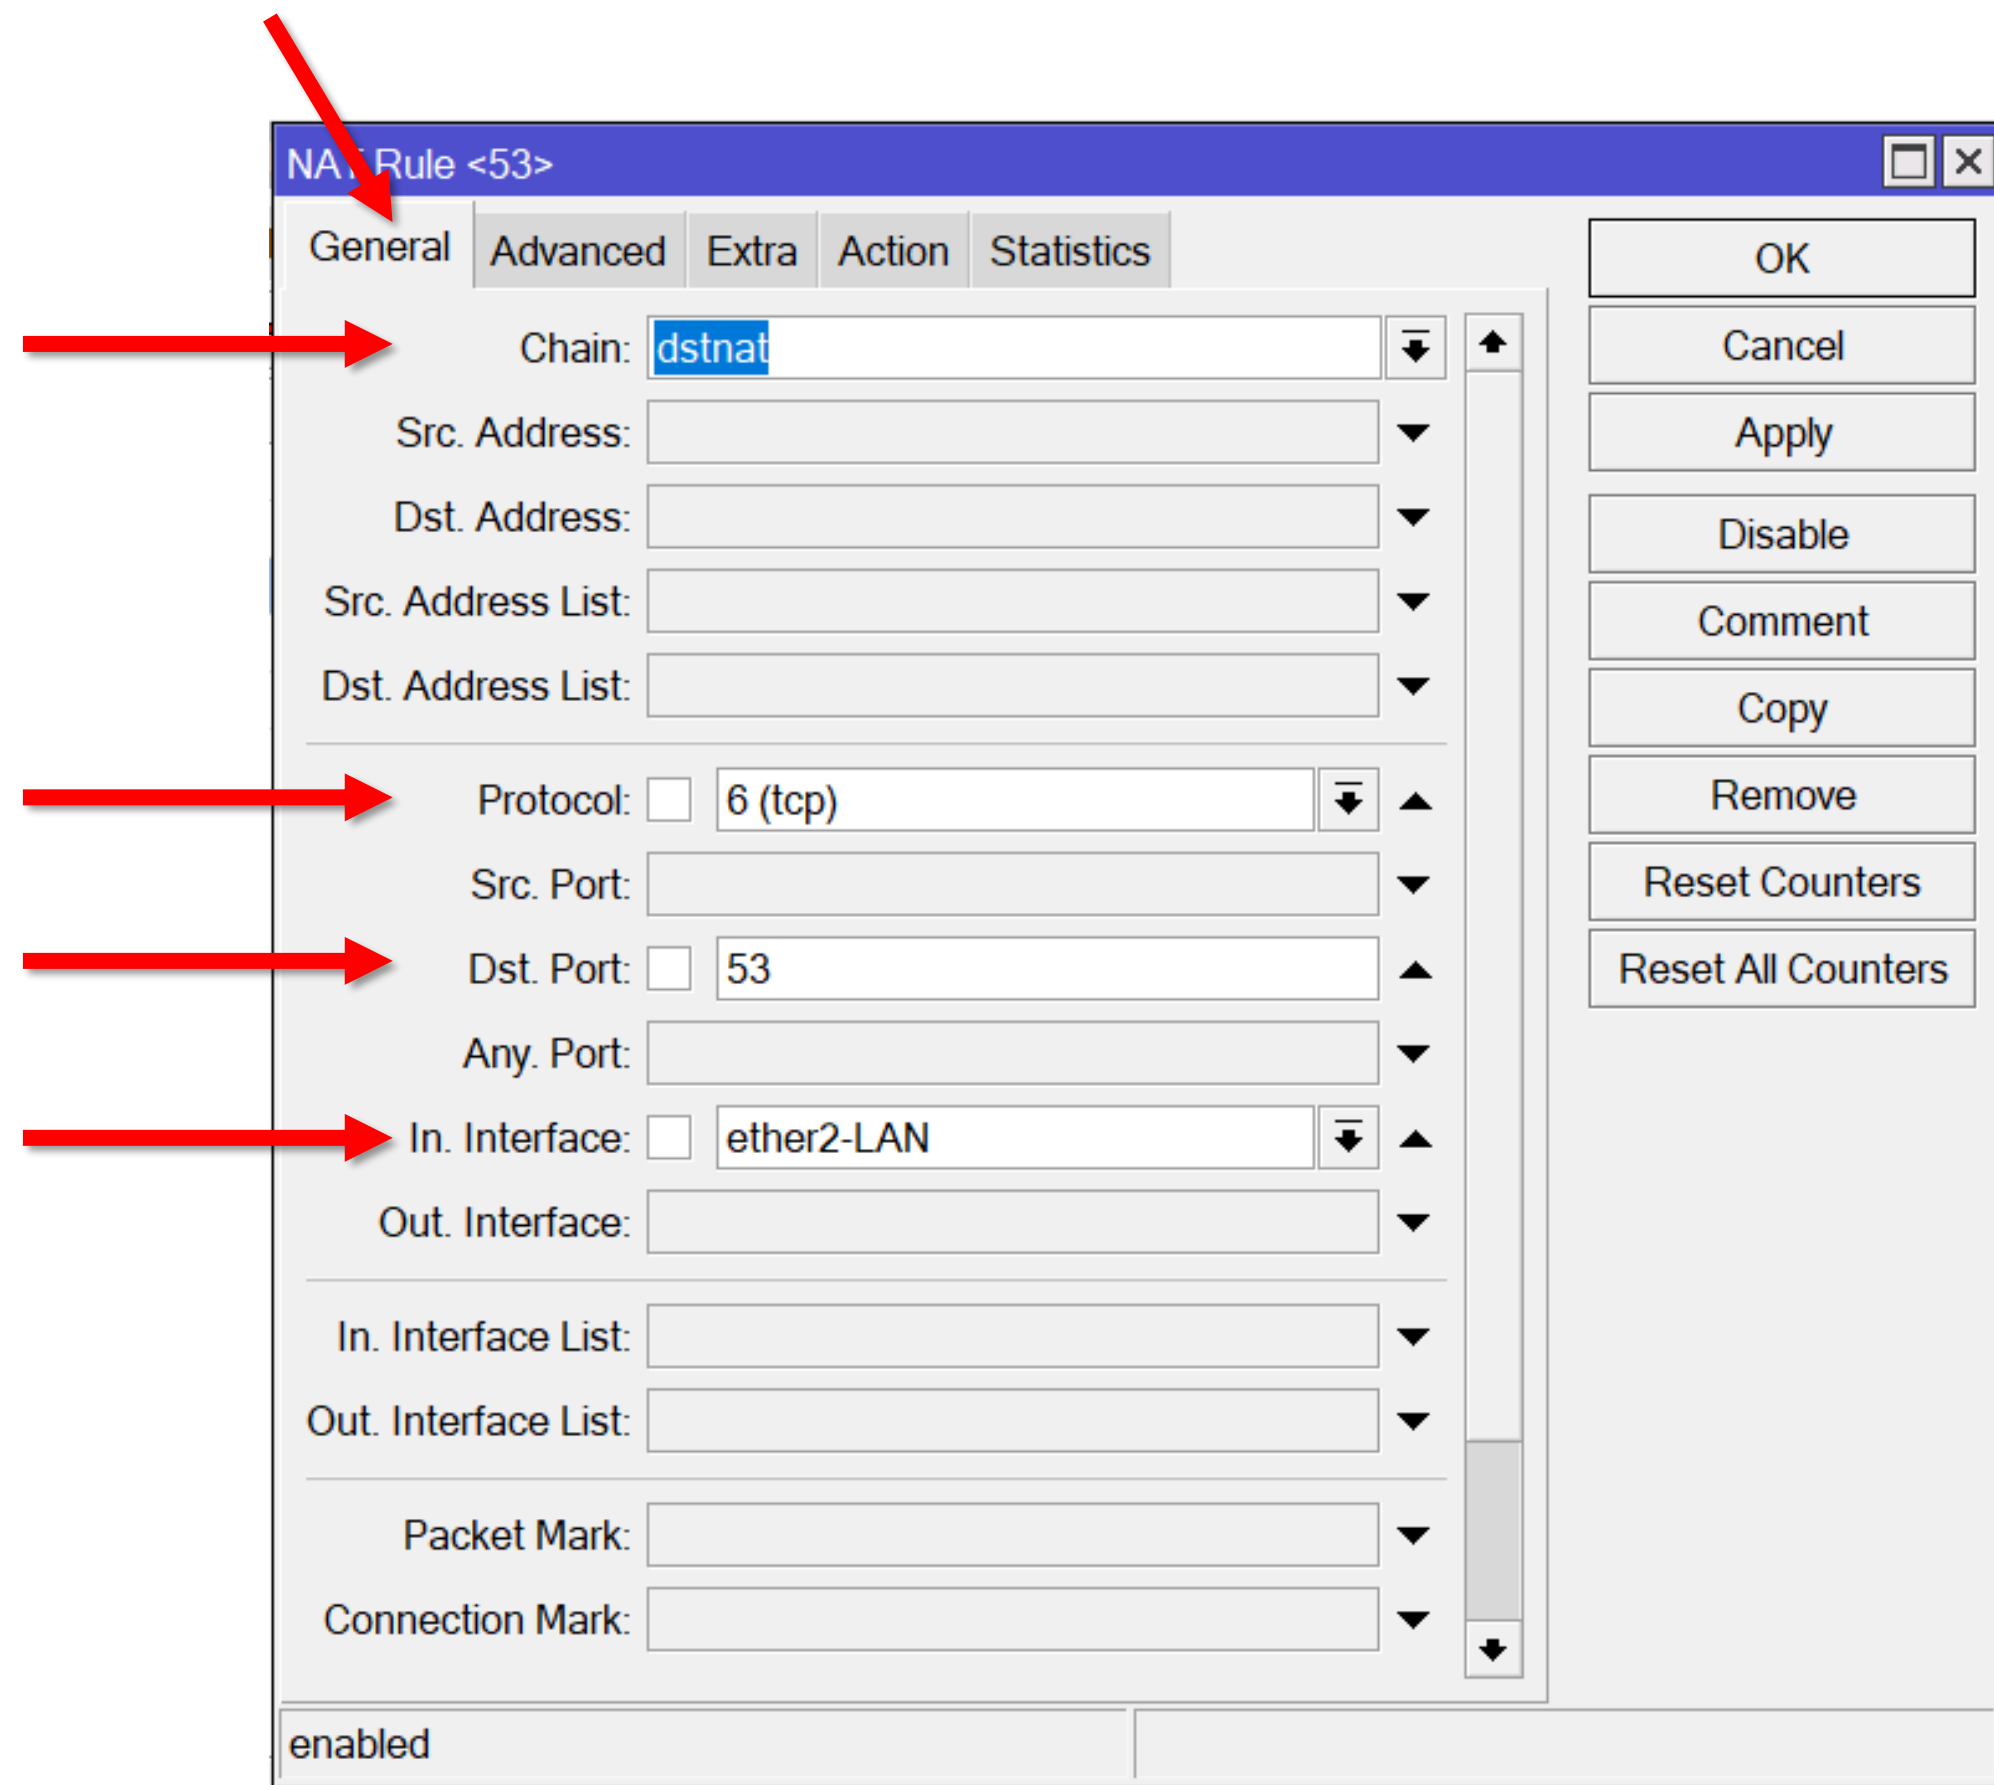 NAT Rule <53>
General Advanced Extra Action Statistics
Chain: dstnat
Src. Address:
Dst. Address:
Src. Address List:
Dst. Address List:
Protocol: 6 (tcp)
Src. Port:
Dst. Port: 53
Any. Port:
In. Interface: ether2-LAN
Out. Interface:
In. Interface List:
Out. Interface List:
Packet Mark:
Connection Mark:
OK
Cancel
Apply
Disable
Comment
Copy
Remove
Reset Counters
Reset All Counters
enabled